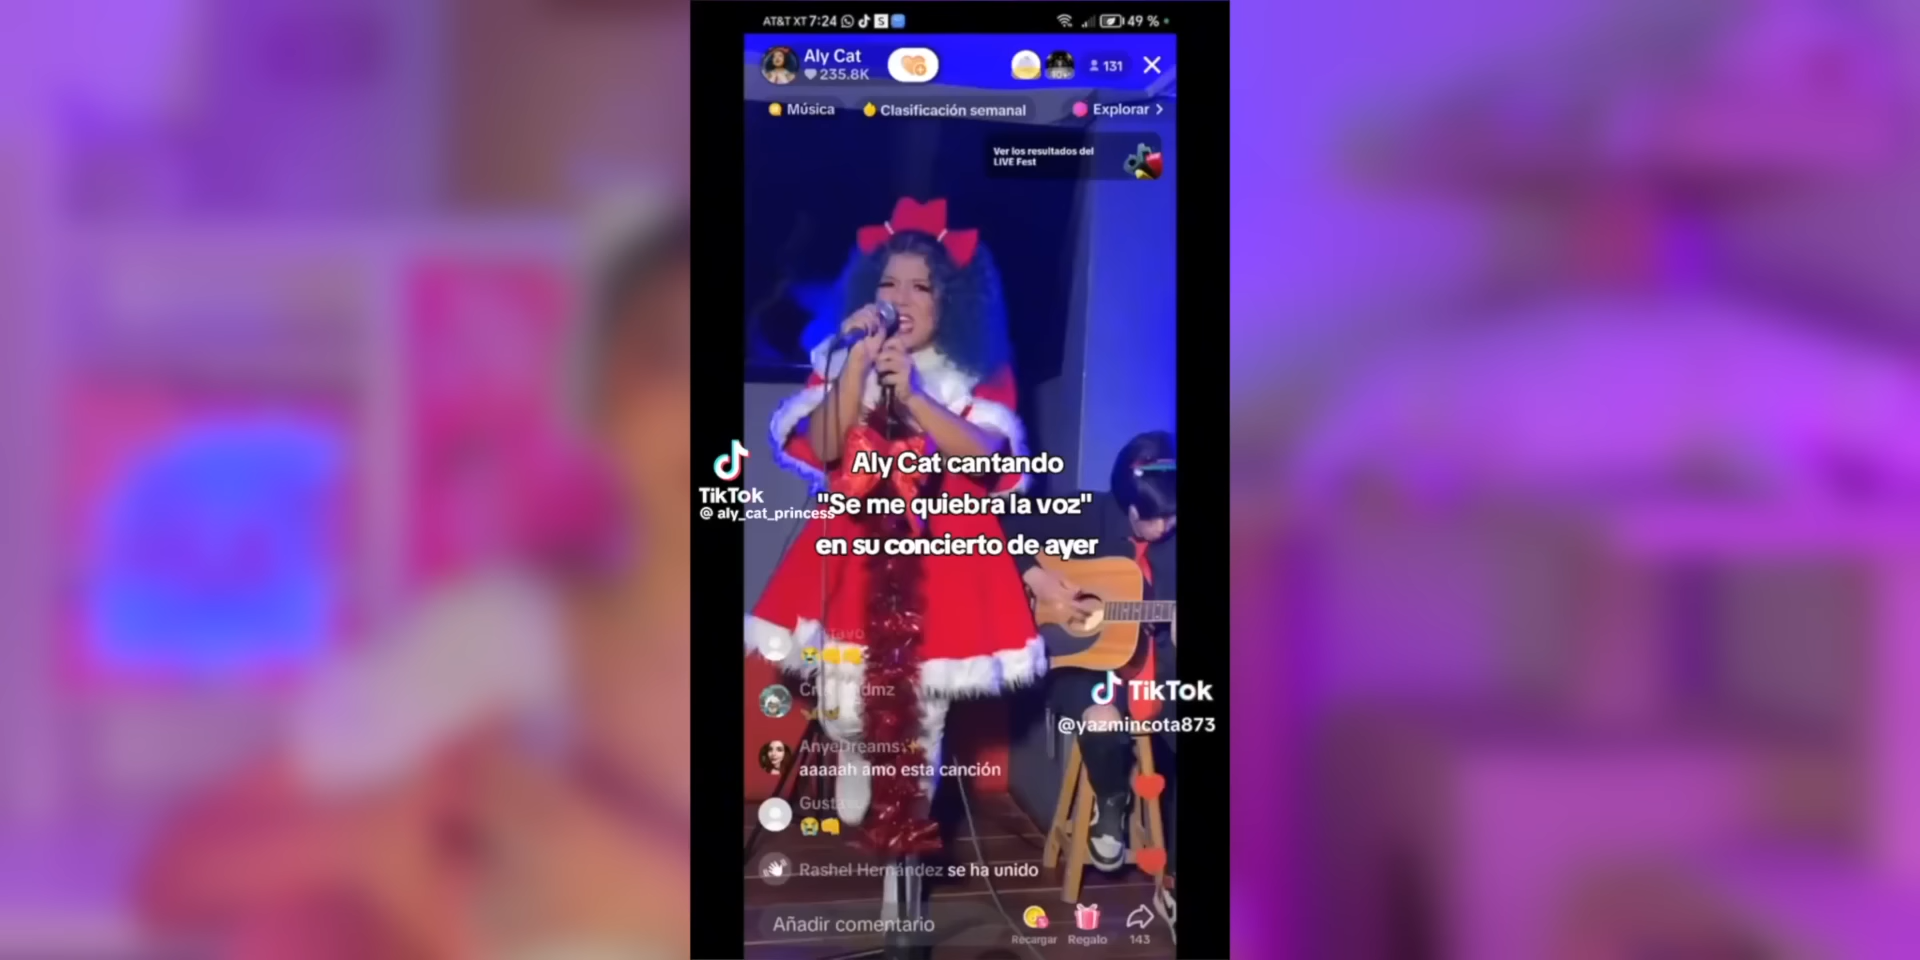 AT&T XT 7:24
49 %
Aly Cat
235.8K
131
Música
Clasificación semanal
Explorar
Ver los resultados del
LIVE Fest
Aly Cat cantando
"Se me quiebra la voz"
en su concierto de ayer
TikTok
@ aly_cat_princess
TikTok
@yazmincota873
AnyeDreams
aaaaah amo esta canción
Rashel Hernández se ha unido
Añadir comentario
Recargar
Regalo
143